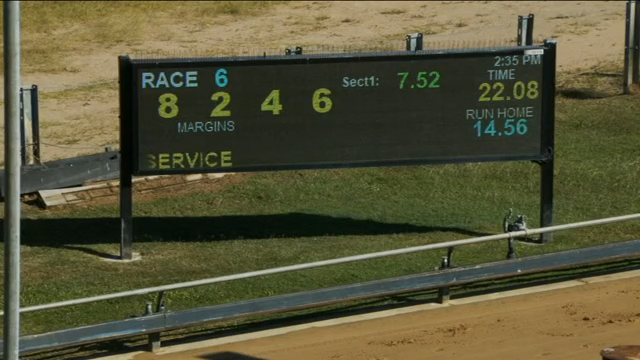 RACE 6 Sect1: 7.52 2:35 PM
TIME
8 2 4 6 22.08
MARGINS RUN HOME
14.56
SERVICE